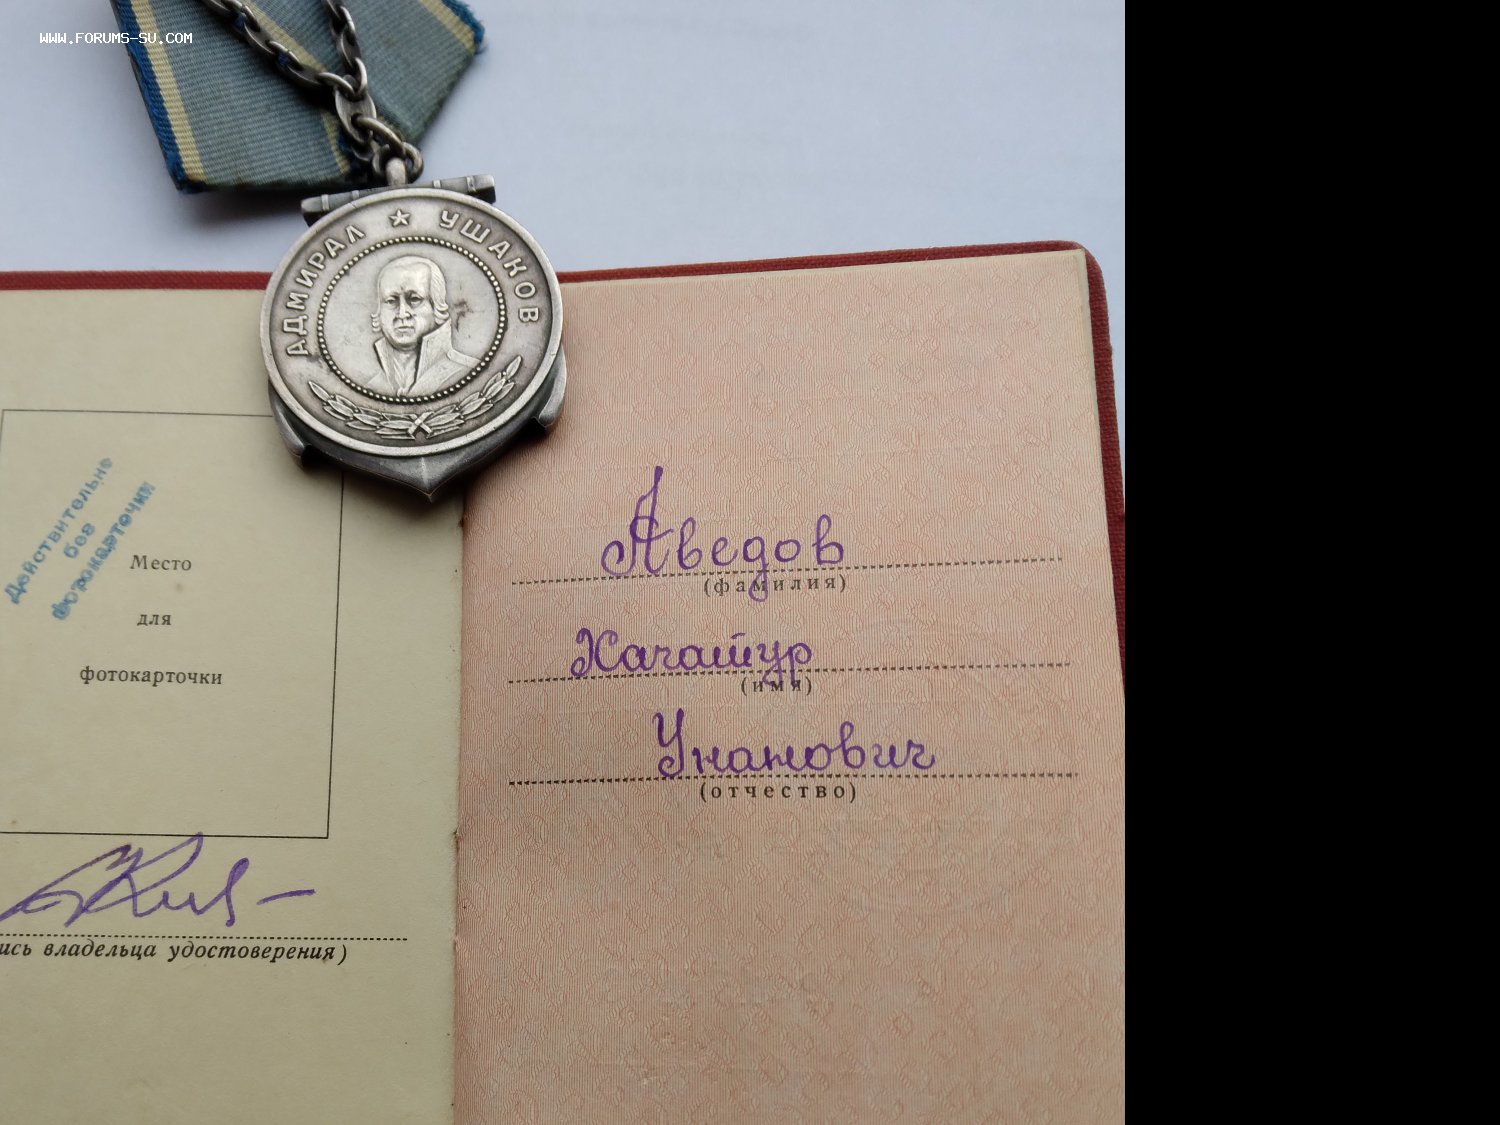 WWW.FORUMS-SU.COM
АДМИРАЛ УШАКОВ
Действительно
без
фотокарточки
Место
для
фотокарточки
ись владельца удостоверения)
Аведов
(фамилия)
Хачатур
(имя)
Унанович
(отчество)